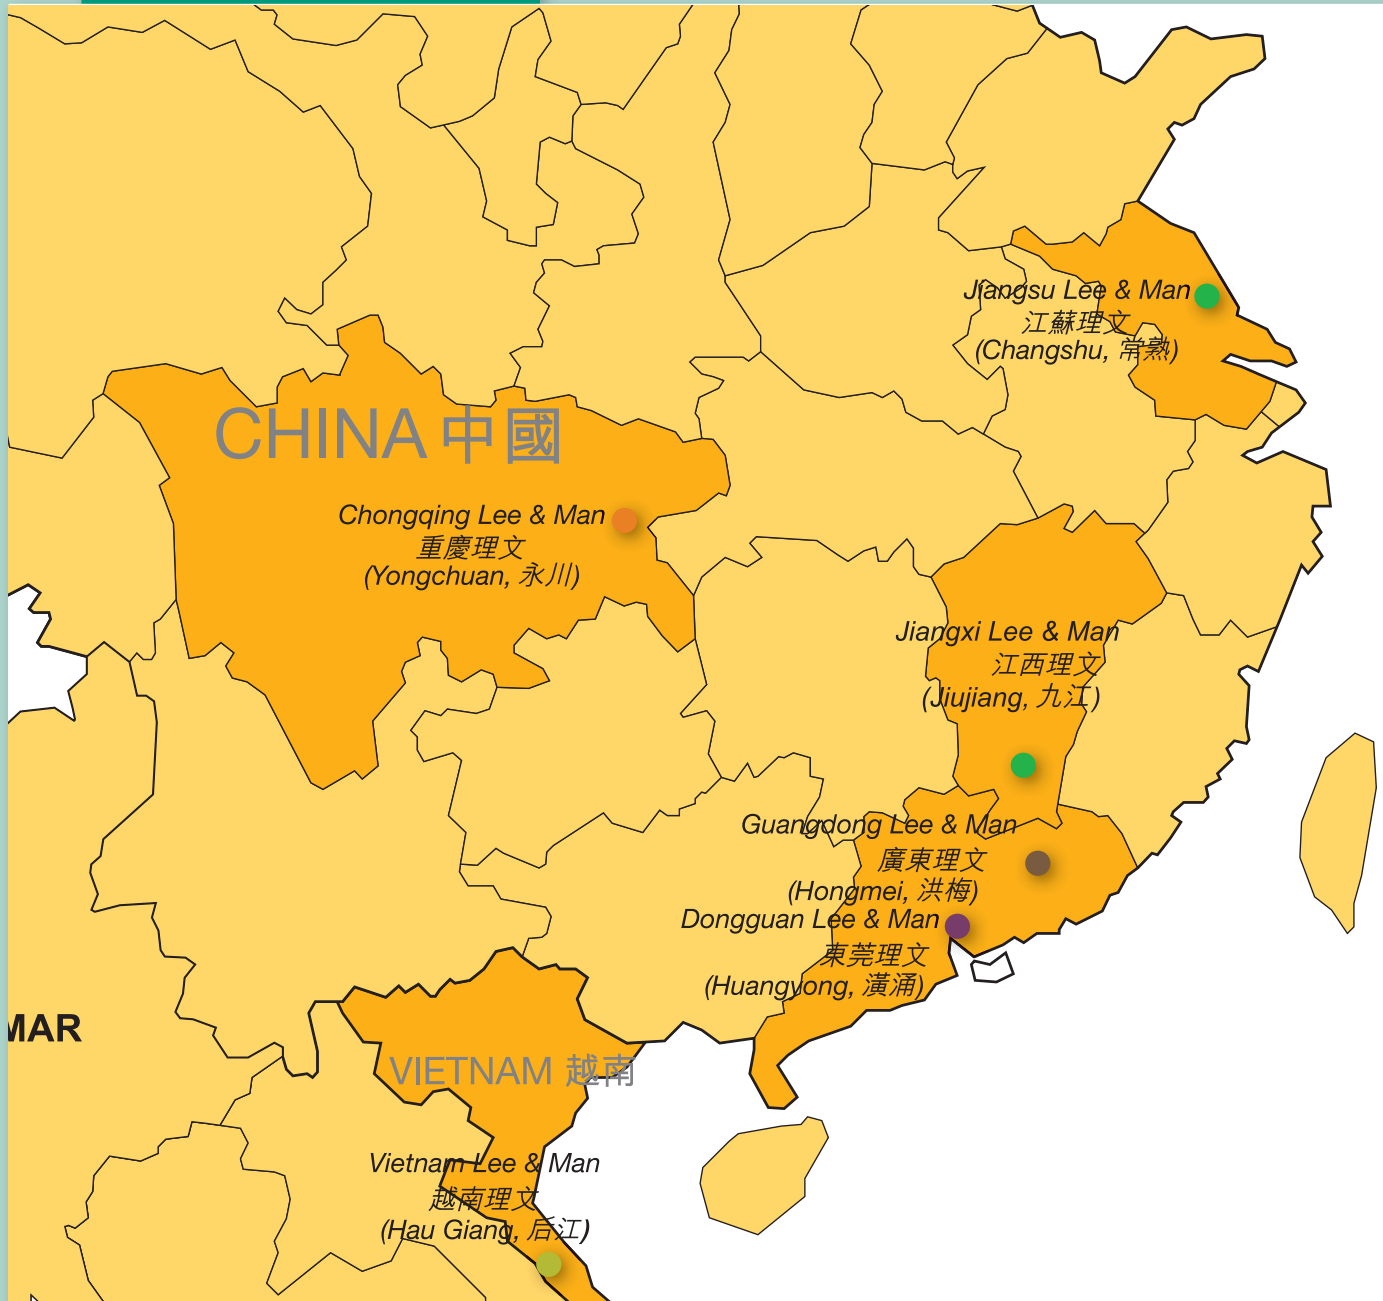 Jiangsu Lee & Man
江蘇理文
(Changshu, 常熟)
CHINA 中國
Chongqing Lee & Man
重慶理文
(Yongchuan, 永川)
Jiangxi Lee & Man
江西理文
(Jiujiang, 九江)
Guangdong Lee & Man
廣東理文
(Hongmei, 洪梅)
Dongguan Lee & Man
東莞理文
(Huangyong, 潢涌)
MAR
VIETNAM 越南
Vietnam Lee & Man
越南理文
(Hau Giang, 后江)